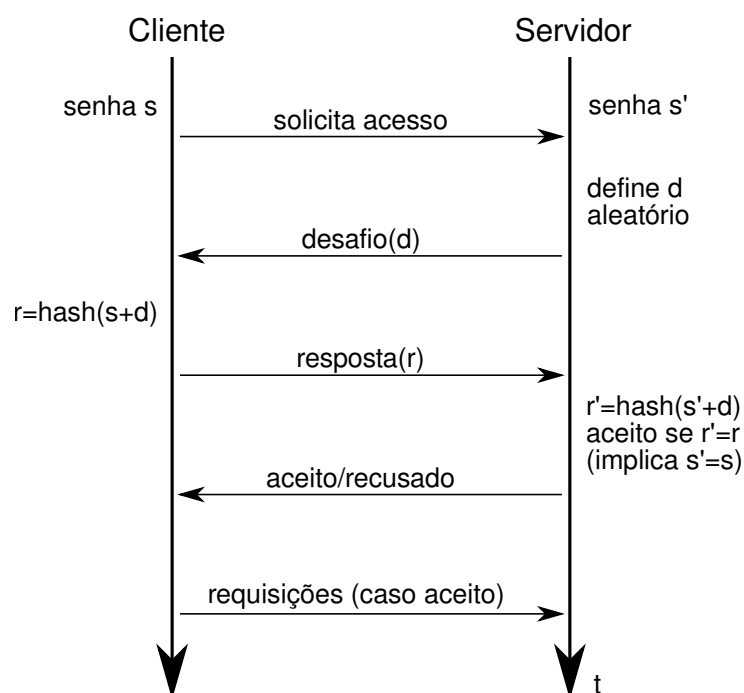 Cliente
Servidor
senha s
senha s'
solicita acesso
define d
aleatório
desafio(d)
r=hash(s+d)
resposta(r)
r'=hash(s'+d)
aceito se r'=r
(implica s'=s)
aceito/recusado
requisições (caso aceito)
t